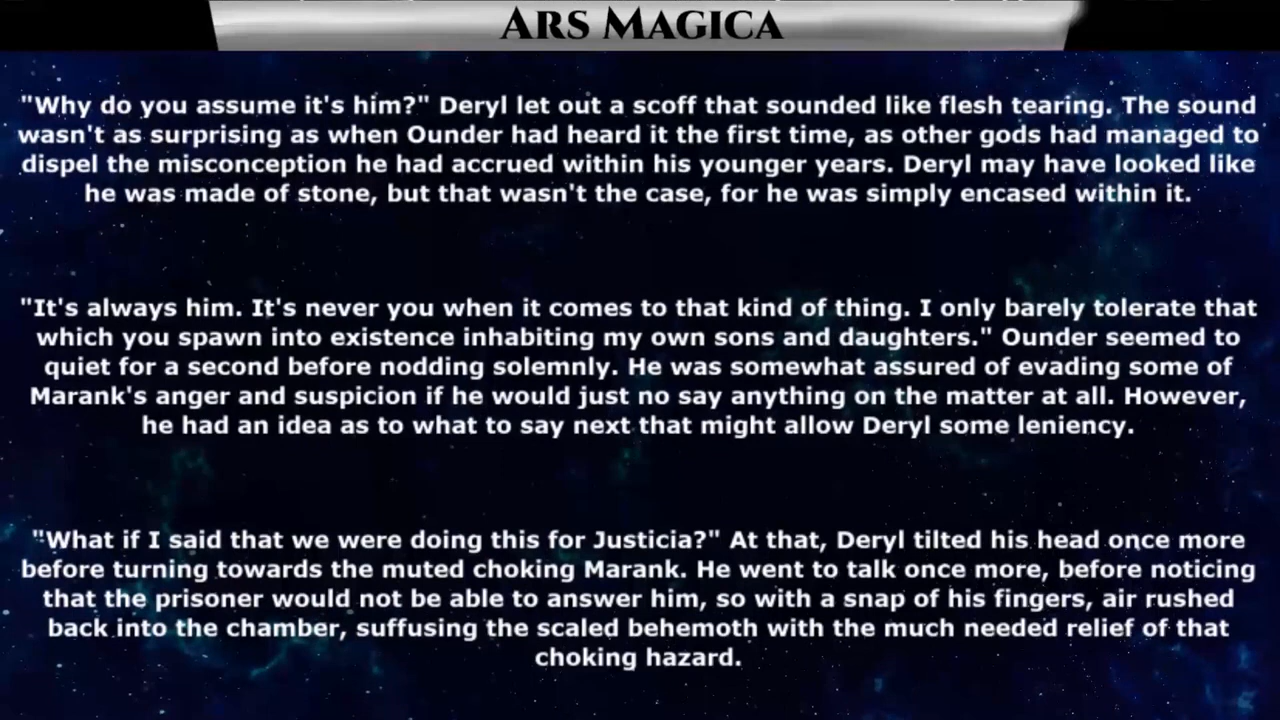 ARS MAGICA
"Why do you assume it's him?" Deryl let out a scoff that sounded like flesh tearing. The sound
wasn't as surprising as when Ounder had heard it the first time, as other gods had managed to
dispel the misconception he had accrued within his younger years. Deryl may have looked like
he was made of stone, but that wasn't the case, for he was simply encased within it.
"It's always him. It's never you when it comes to that kind of thing. I only barely tolerate that
which you spawn into existence inhabiting my own sons and daughters." Ounder seemed to
quiet for a second before nodding solemnly. He was somewhat assured of evading some of
Marank's anger and suspicion if he would just no say anything on the matter at all. However,
he had an idea as to what to say next that might allow Deryl some leniency.
"What if I said that we were doing this for Justicia?" At that, Deryl tilted his head once more
before turning towards the muted choking Marank. He went to talk once more, before noticing
that the prisoner would not be able to answer him, so with a snap of his fingers, air rushed
back into the chamber, suffusing the scaled behemoth with the much needed relief of that
choking hazard.